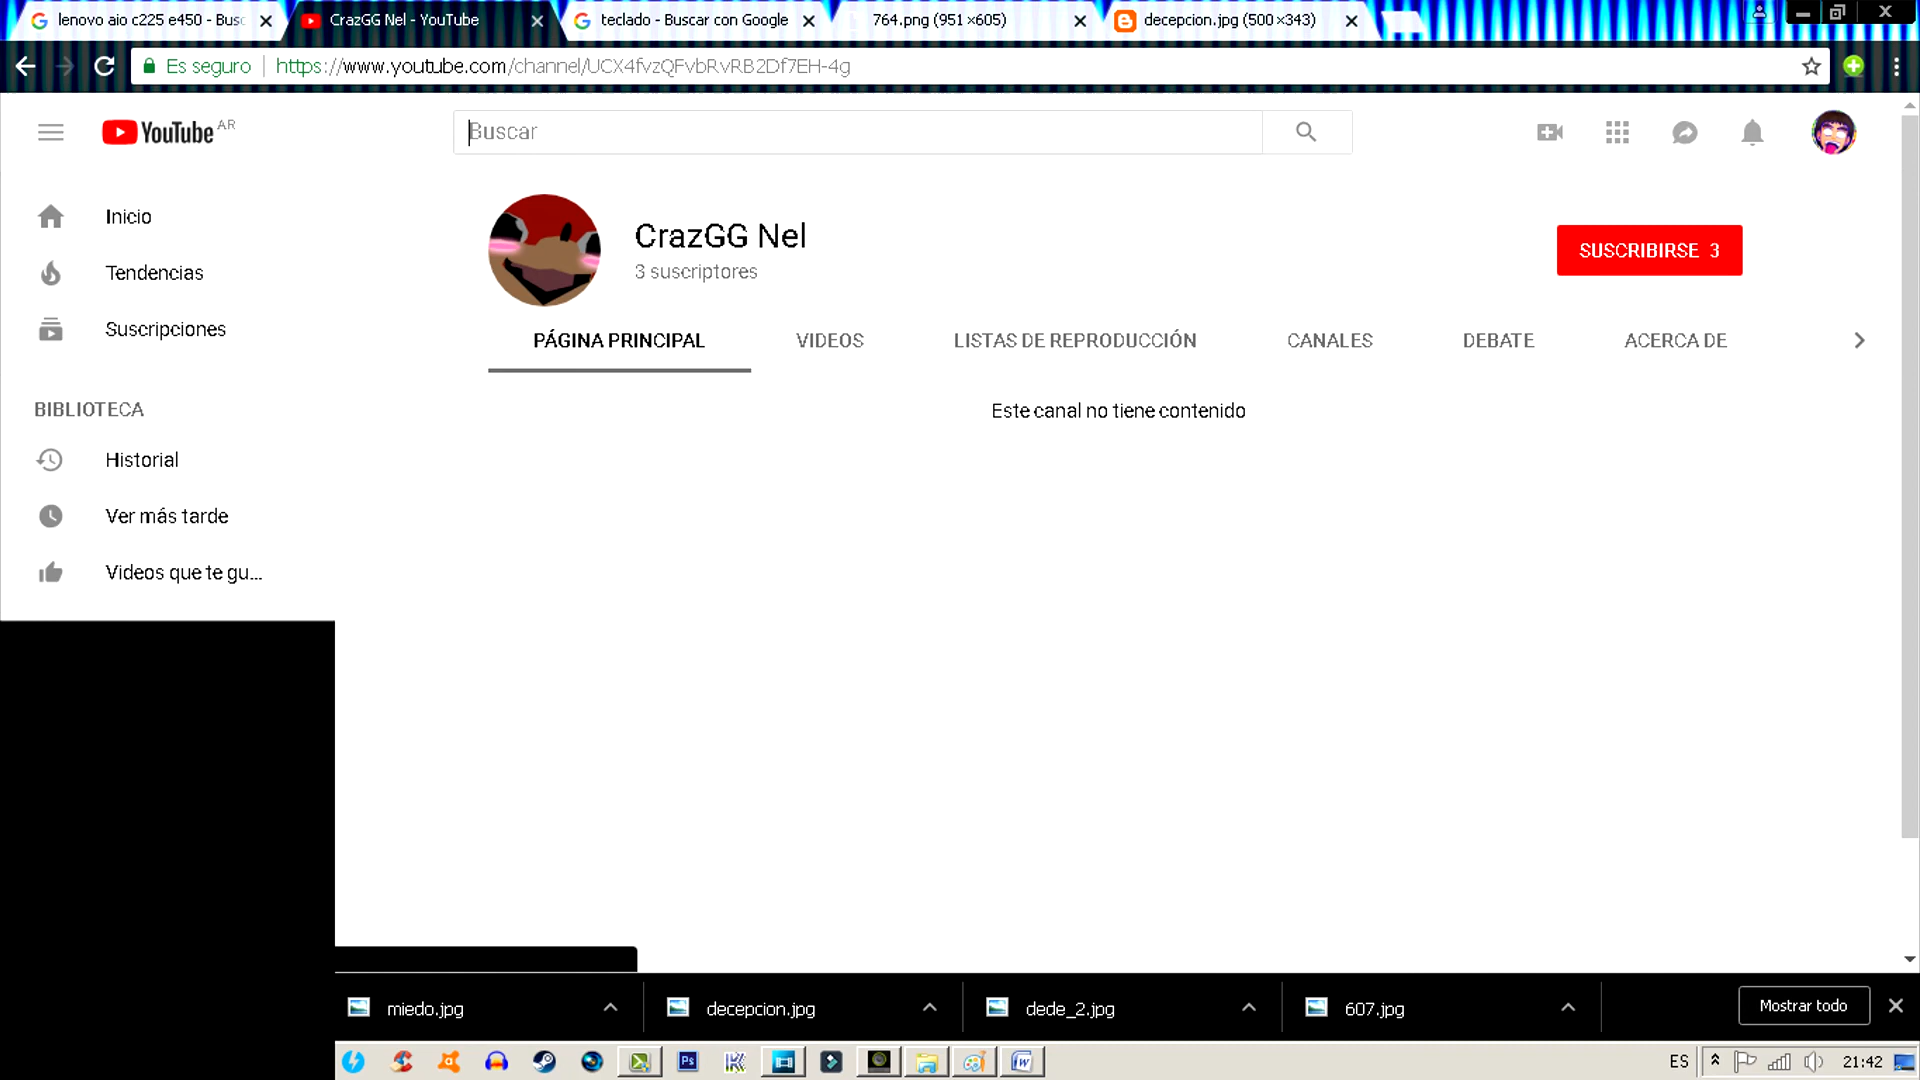 lenovo aio c225 e450 - Busc
CrazGG Nel - YouTube
teclado - Buscar con Google
764.png (951×605)
decepcion.jpg (500×343)
Es seguro
https://www.youtube.com/channel/UCX4fvzQFvbRvRB2Df7EH-4g
YouTube AR
Buscar
Inicio
Tendencias
Suscripciones
BIBLIOTECA
Historial
Ver más tarde
Videos que te gu...
CrazGG Nel
3 suscriptores
SUSCRIBIRSE 3
PÁGINA PRINCIPAL
VIDEOS
LISTAS DE REPRODUCCIÓN
CANALES
DEBATE
ACERCA DE
Este canal no tiene contenido
miedo.jpg
decepcion.jpg
dede_2.jpg
607.jpg
Mostrar todo
Ps
W
ES
21:42